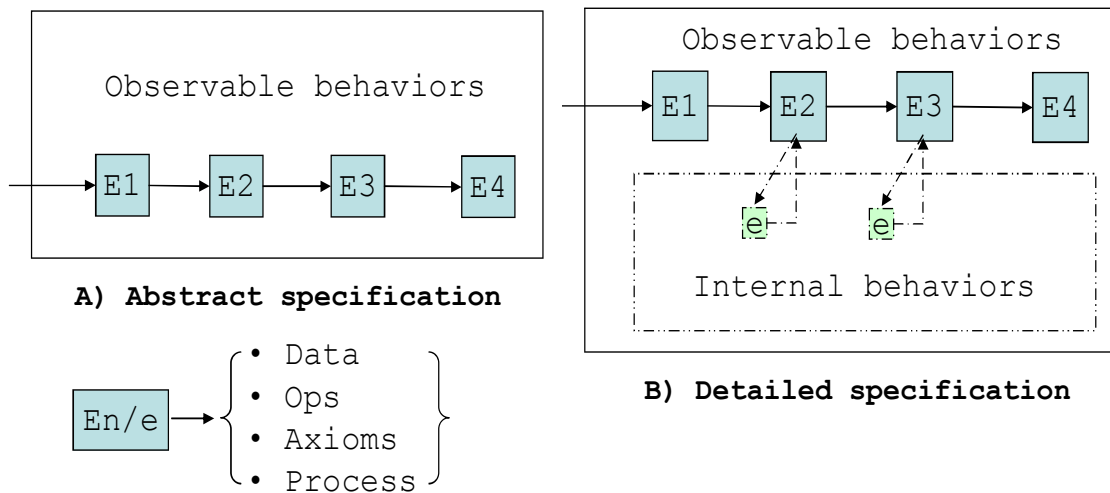 Observable behaviors
E1 E2 E3 E4
A) Abstract specification
En/e
• Data
• Ops
• Axioms
• Process
Observable behaviors
E1 E2 E3 E4
e e
Internal behaviors
B) Detailed specification